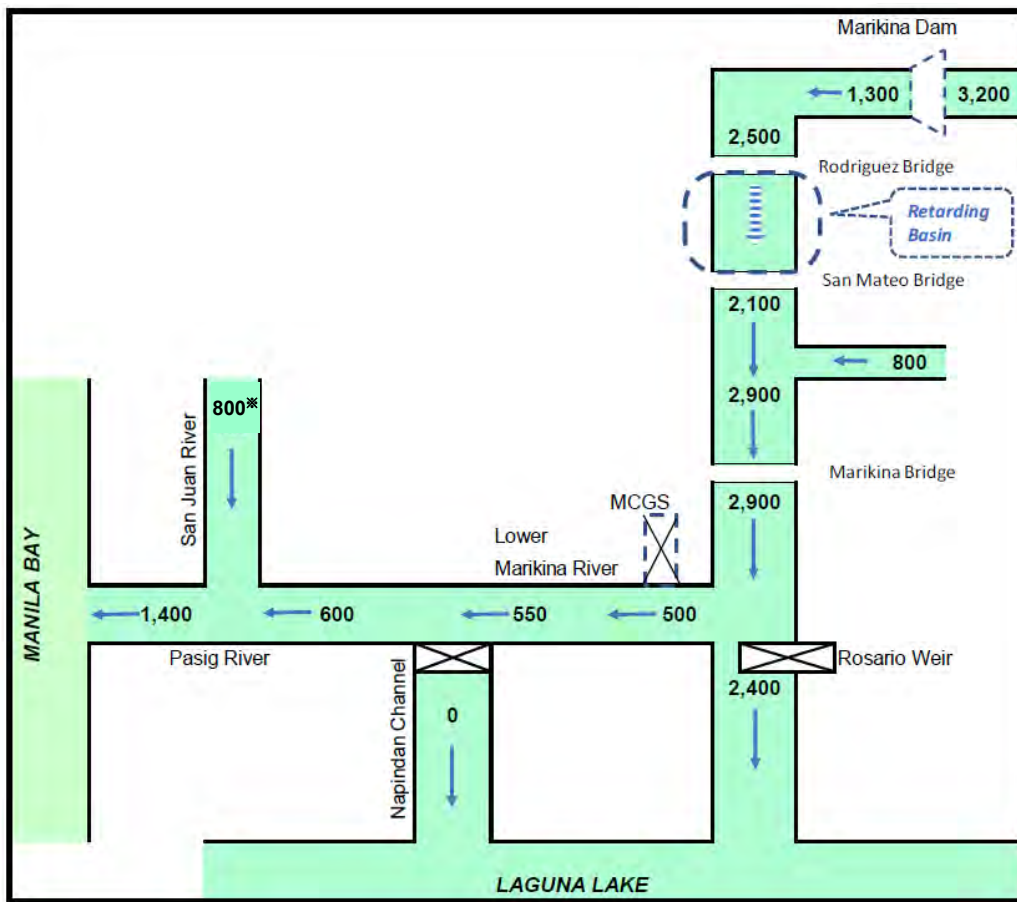 Marikina Dam
1,300
3,200
2,500
Rodriguez Bridge
Retarding
Basin
San Mateo Bridge
2,100
800
2,900
Marikina Bridge
2,900
800※
San Juan River
MCGS
Lower
Marikina River
MANILA BAY
1,400
600
550
500
Pasig River
Rosario Weir
Napindan Channel
0
2,400
LAGUNA LAKE